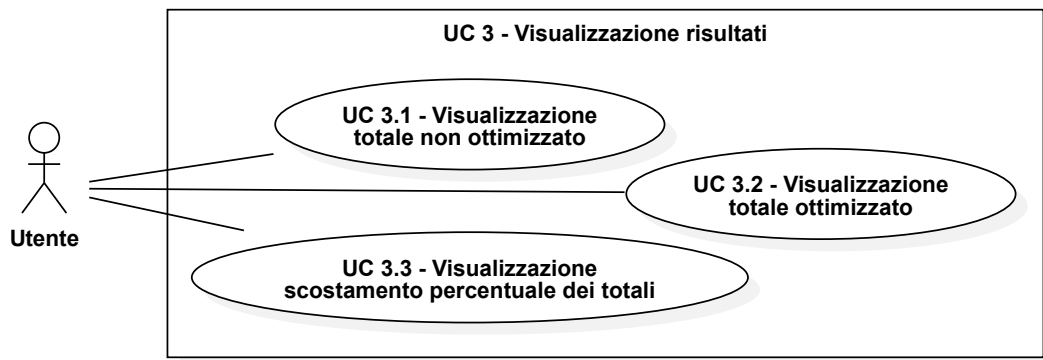 UC 3 - Visualizzazione risultati
UC 3.1 - Visualizzazione
totale non ottimizzato
UC 3.2 - Visualizzazione
totale ottimizzato
Utente
UC 3.3 - Visualizzazione
scostamento percentuale dei totali